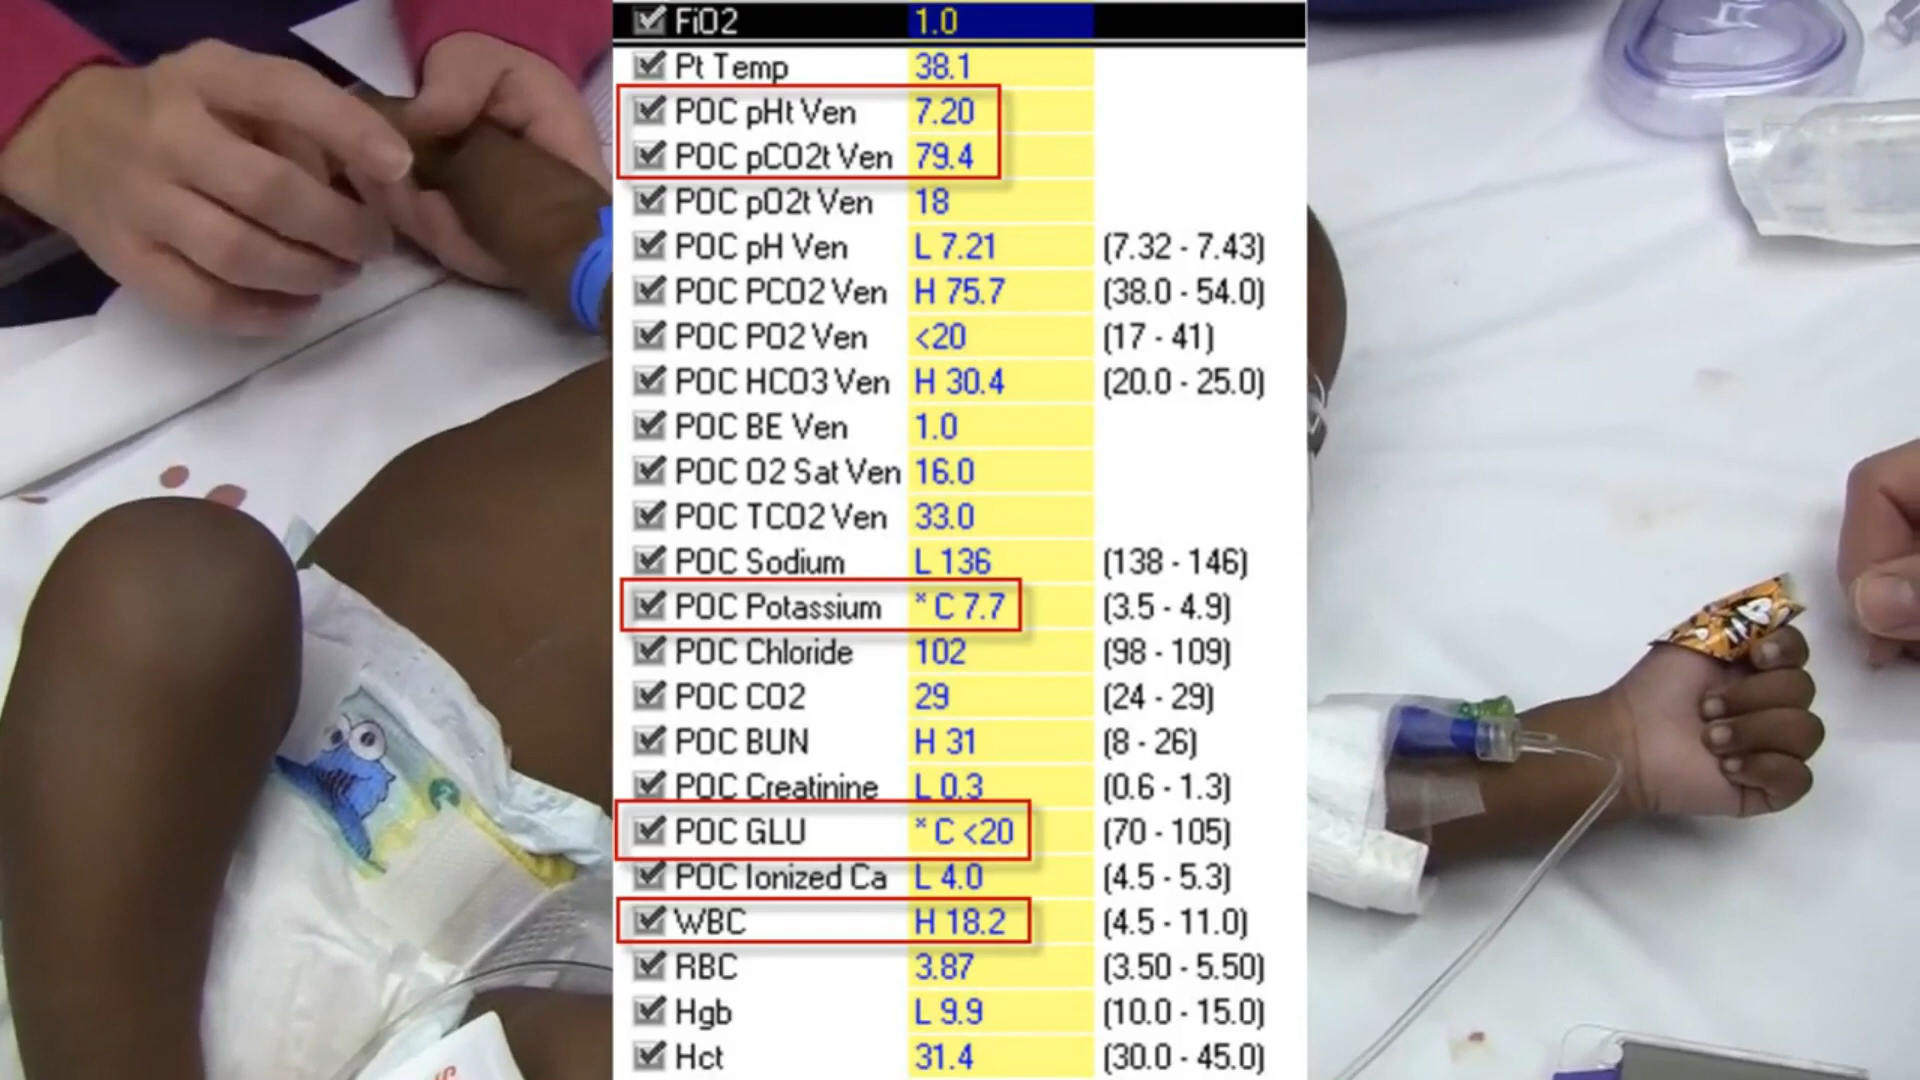 FiO2 1.0
Pt Temp 38.1
POC pHt Ven 7.20
POC pCO2t Ven 79.4
POC pO2t Ven 18
POC pH Ven L 7.21 (7.32 - 7.43)
POC PCO2 Ven H 75.7 (38.0 - 54.0)
POC PO2 Ven <20 (17 - 41)
POC HCO3 Ven H 30.4 (20.0 - 25.0)
POC BE Ven 1.0
POC O2 Sat Ven 16.0
POC TCO2 Ven 33.0
POC Sodium L 136 (138 - 146)
POC Potassium * C 7.7 (3.5 - 4.9)
POC Chloride 102 (98 - 109)
POC CO2 29 (24 - 29)
POC BUN H 31 (8 - 26)
POC Creatinine L 0.3 (0.6 - 1.3)
POC GLU * C <20 (70 - 105)
POC Ionized Ca L 4.0 (4.5 - 5.3)
WBC H 18.2 (4.5 - 11.0)
RBC 3.87 (3.50 - 5.50)
Hgb L 9.9 (10.0 - 15.0)
Hct 31.4 (30.0 - 45.0)